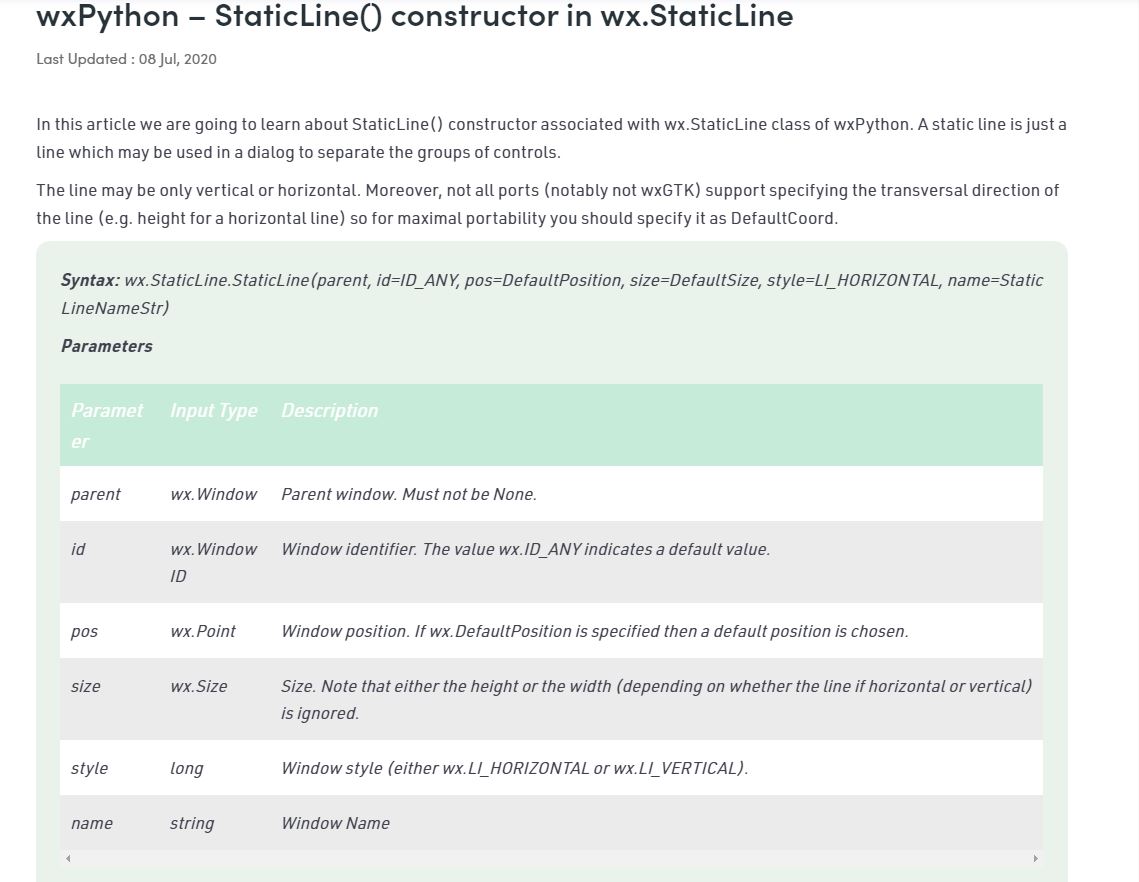 wxPython – StaticLine() constructor in wx.StaticLine
Last Updated : 08 Jul, 2020
In this article we are going to learn about StaticLine() constructor associated with wx.StaticLine class of wxPython. A static line is just a
line which may be used in a dialog to separate the groups of controls.
The line may be only vertical or horizontal. Moreover, not all ports (notably not wxGTK) support specifying the transversal direction of
the line (e.g. height for a horizontal line) so for maximal portability you should specify it as DefaultCoord.
Syntax: wx.StaticLine.StaticLine(parent, id=ID_ANY, pos=DefaultPosition, size=DefaultSize, style=LI_HORIZONTAL, name=Static
LineNameStr)
Parameters
Paramet Input Type Description
er
parent wx.Window Parent window. Must not be None.
id wx.Window Window identifier. The value wx.ID_ANY indicates a default value.
ID
pos wx.Point Window position. If wx.DefaultPosition is specified then a default position is chosen.
size wx.Size Size. Note that either the height or the width (depending on whether the line if horizontal or vertical)
is ignored.
style long Window style (either wx.LI_HORIZONTAL or wx.LI_VERTICAL).
name string Window Name